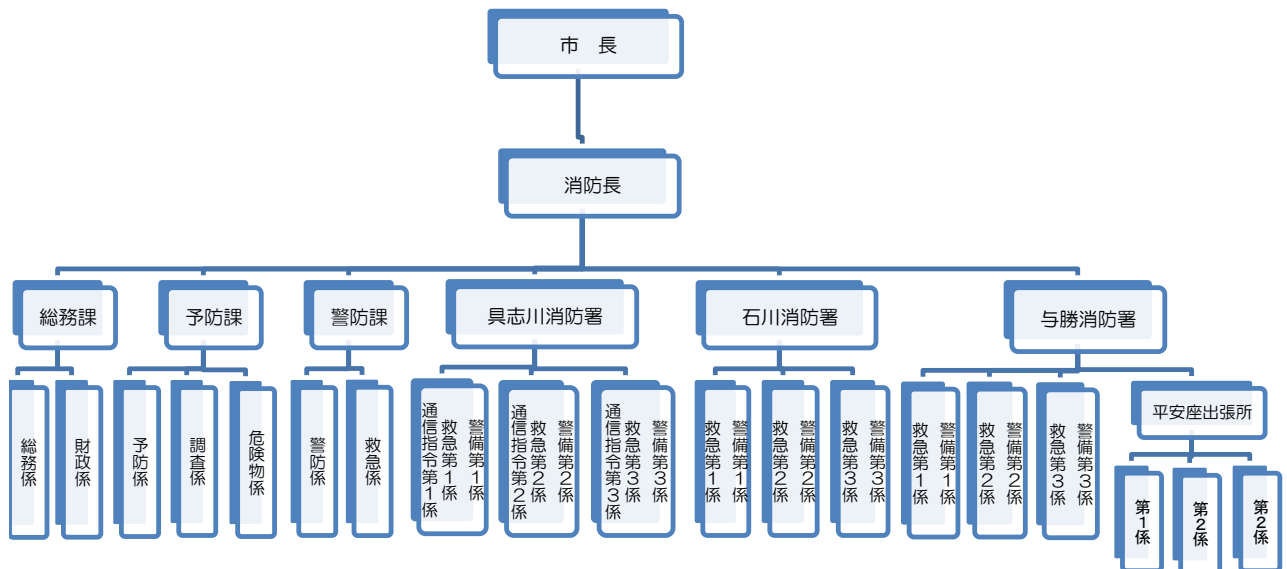 市　長
消防長
総務課
予防課
警防課
具志川消防署
石川消防署
与勝消防署
総務係
財政係
予防係
調査係
危険物係
警防係
救急係
警備第１係
救急第１係
通信指令第１係
警備第２係
救急第２係
通信指令第２係
警備第３係
救急第３係
通信指令第３係
警備第１係
救急第１係
警備第２係
救急第２係
警備第３係
救急第３係
警備第１係
救急第１係
警備第２係
救急第２係
警備第３係
救急第３係
平安座出張所
第１係
第２係
第２係